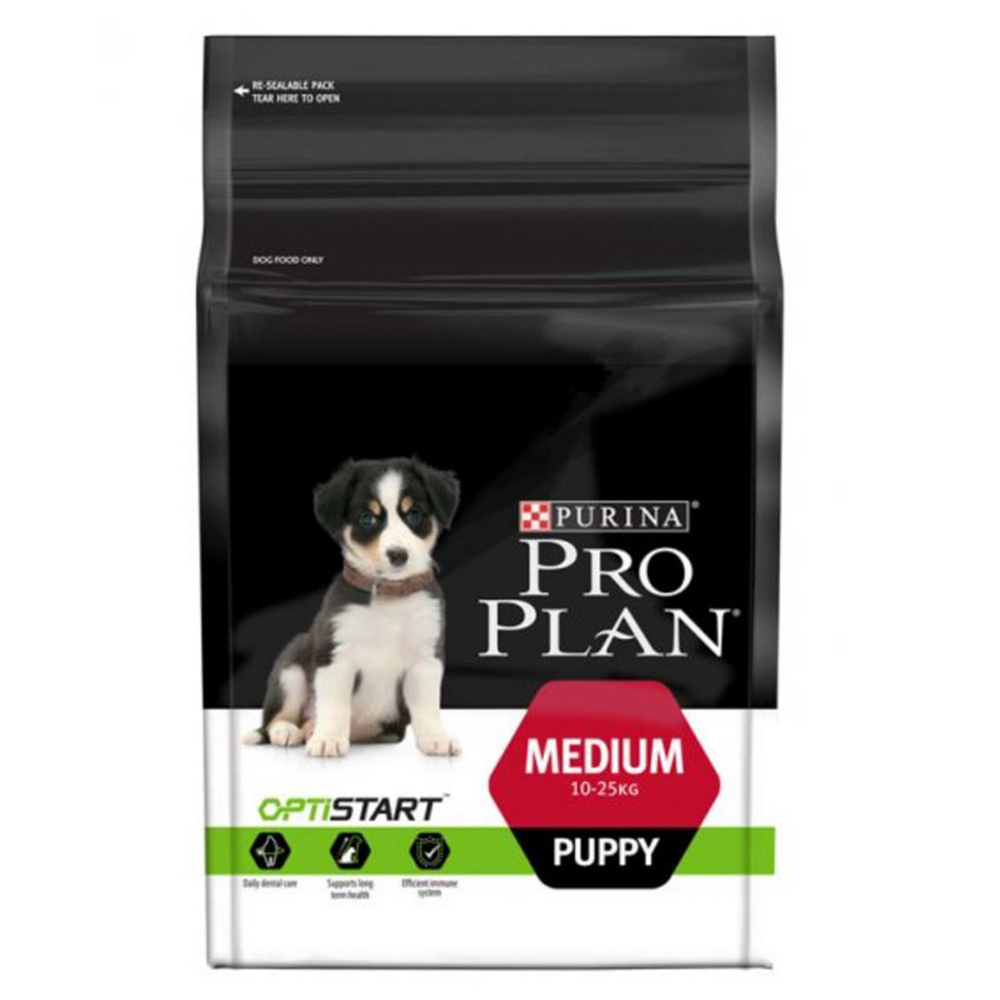 RE-SEALABLE PACK
TEAR HERE TO OPEN
DOG FOOD ONLY
PURINA®
PRO
PLAN®
MEDIUM
10-25KG
PUPPY
OPTISTART™
Daily dental care
Supports long
term health
Efficient immune
system